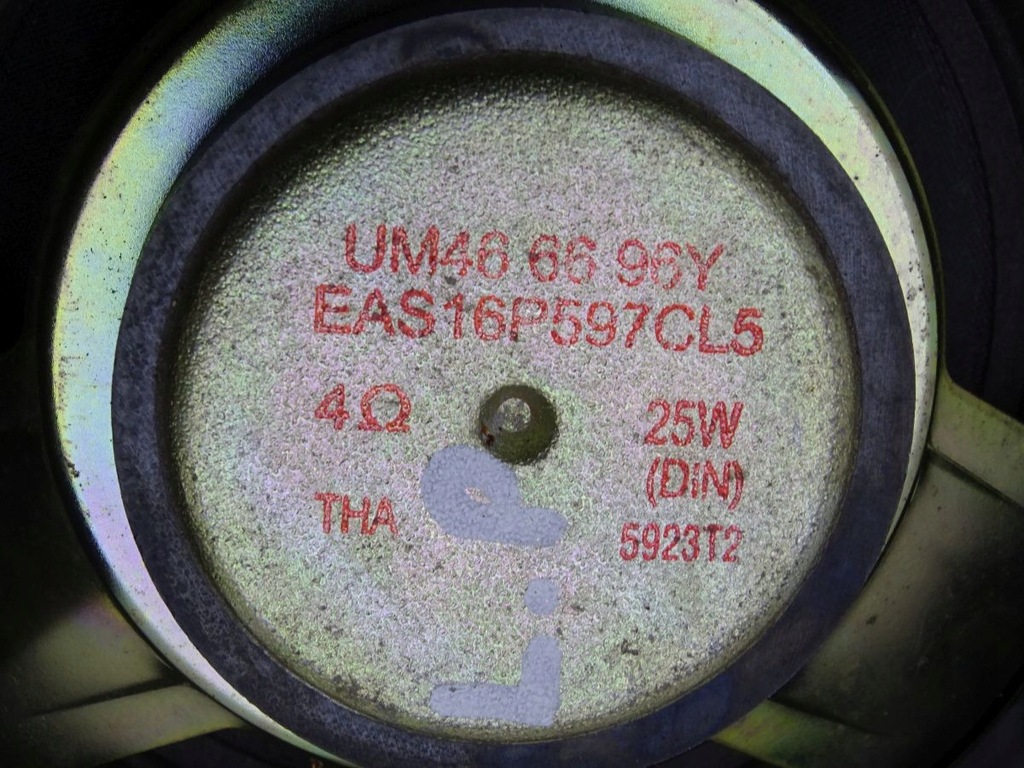 UM46 66 96Y
EAS16P597CL5
4Ω
25W
(DiN)
THA
5923T2